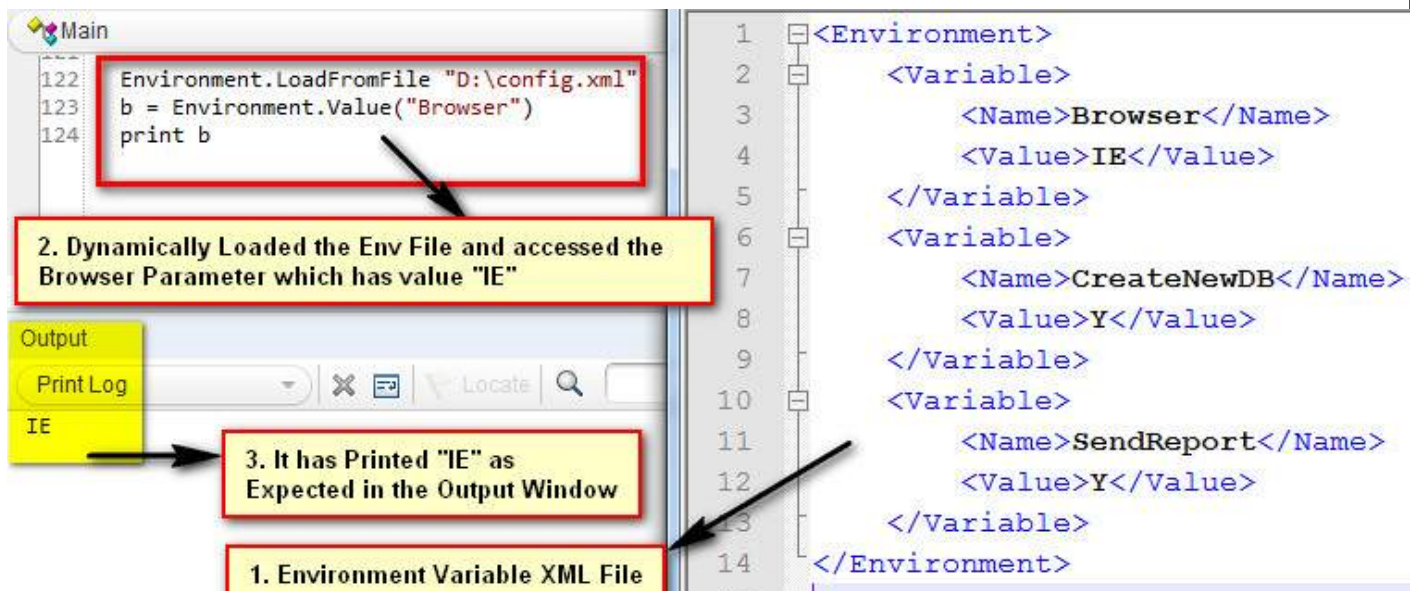 Main
122 Environment.LoadFromFile "D:\config.xml"
123 b = Environment.Value("Browser")
124 print b
2. Dynamically Loaded the Env File and accessed the
Browser Parameter which has value "IE"
Output
Print Log
Locate
IE
3. It has Printed "IE" as
Expected in the Output Window
1. Environment Variable XML File
1 <Environment>
2 <Variable>
3 <Name>Browser</Name>
4 <Value>IE</Value>
5 </Variable>
6 <Variable>
7 <Name>CreateNewDB</Name>
8 <Value>Y</Value>
9 </Variable>
10 <Variable>
11 <Name>SendReport</Name>
12 <Value>Y</Value>
13 </Variable>
14 </Environment>